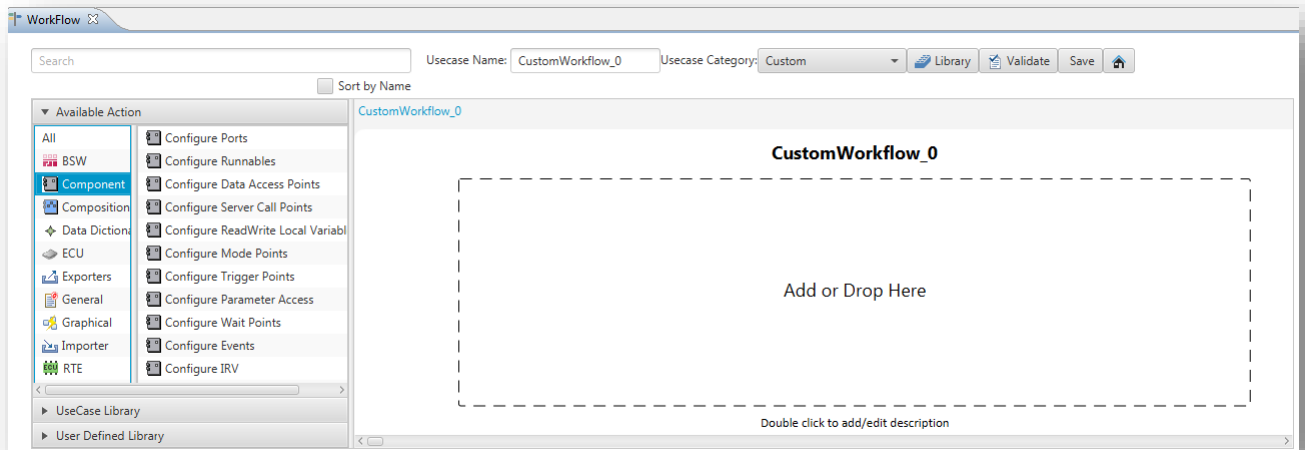 WorkFlow
Search
Usecase Name: CustomWorkflow_0 Usecase Category: Custom Library Validate Save
Sort by Name
Available Action
CustomWorkflow_0
All
BSW
Component
Composition
Data Diction
ECU
Exporters
General
Graphical
Importer
RTE
Configure Ports
Configure Runnables
Configure Data Access Points
Configure Server Call Points
Configure ReadWrite Local Variabl
Configure Mode Points
Configure Trigger Points
Configure Parameter Access
Configure Wait Points
Configure Events
Configure IRV
UseCase Library
User Defined Library
CustomWorkflow_0
Add or Drop Here
Double click to add/edit description